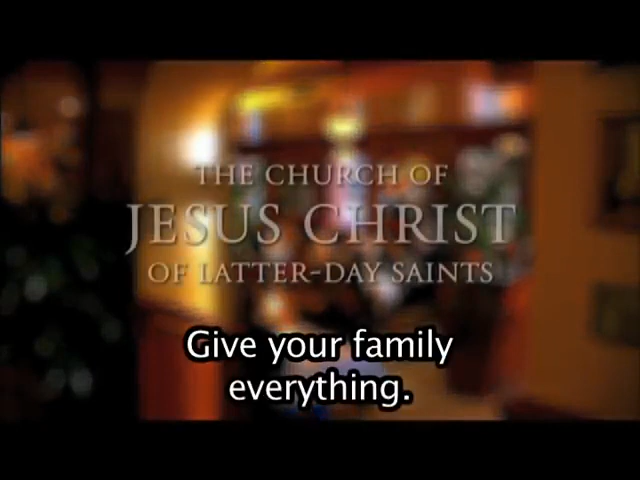 THE CHURCH OF
JESUS CHRIST
OF LATTER-DAY SAINTS
Give your family
everything.